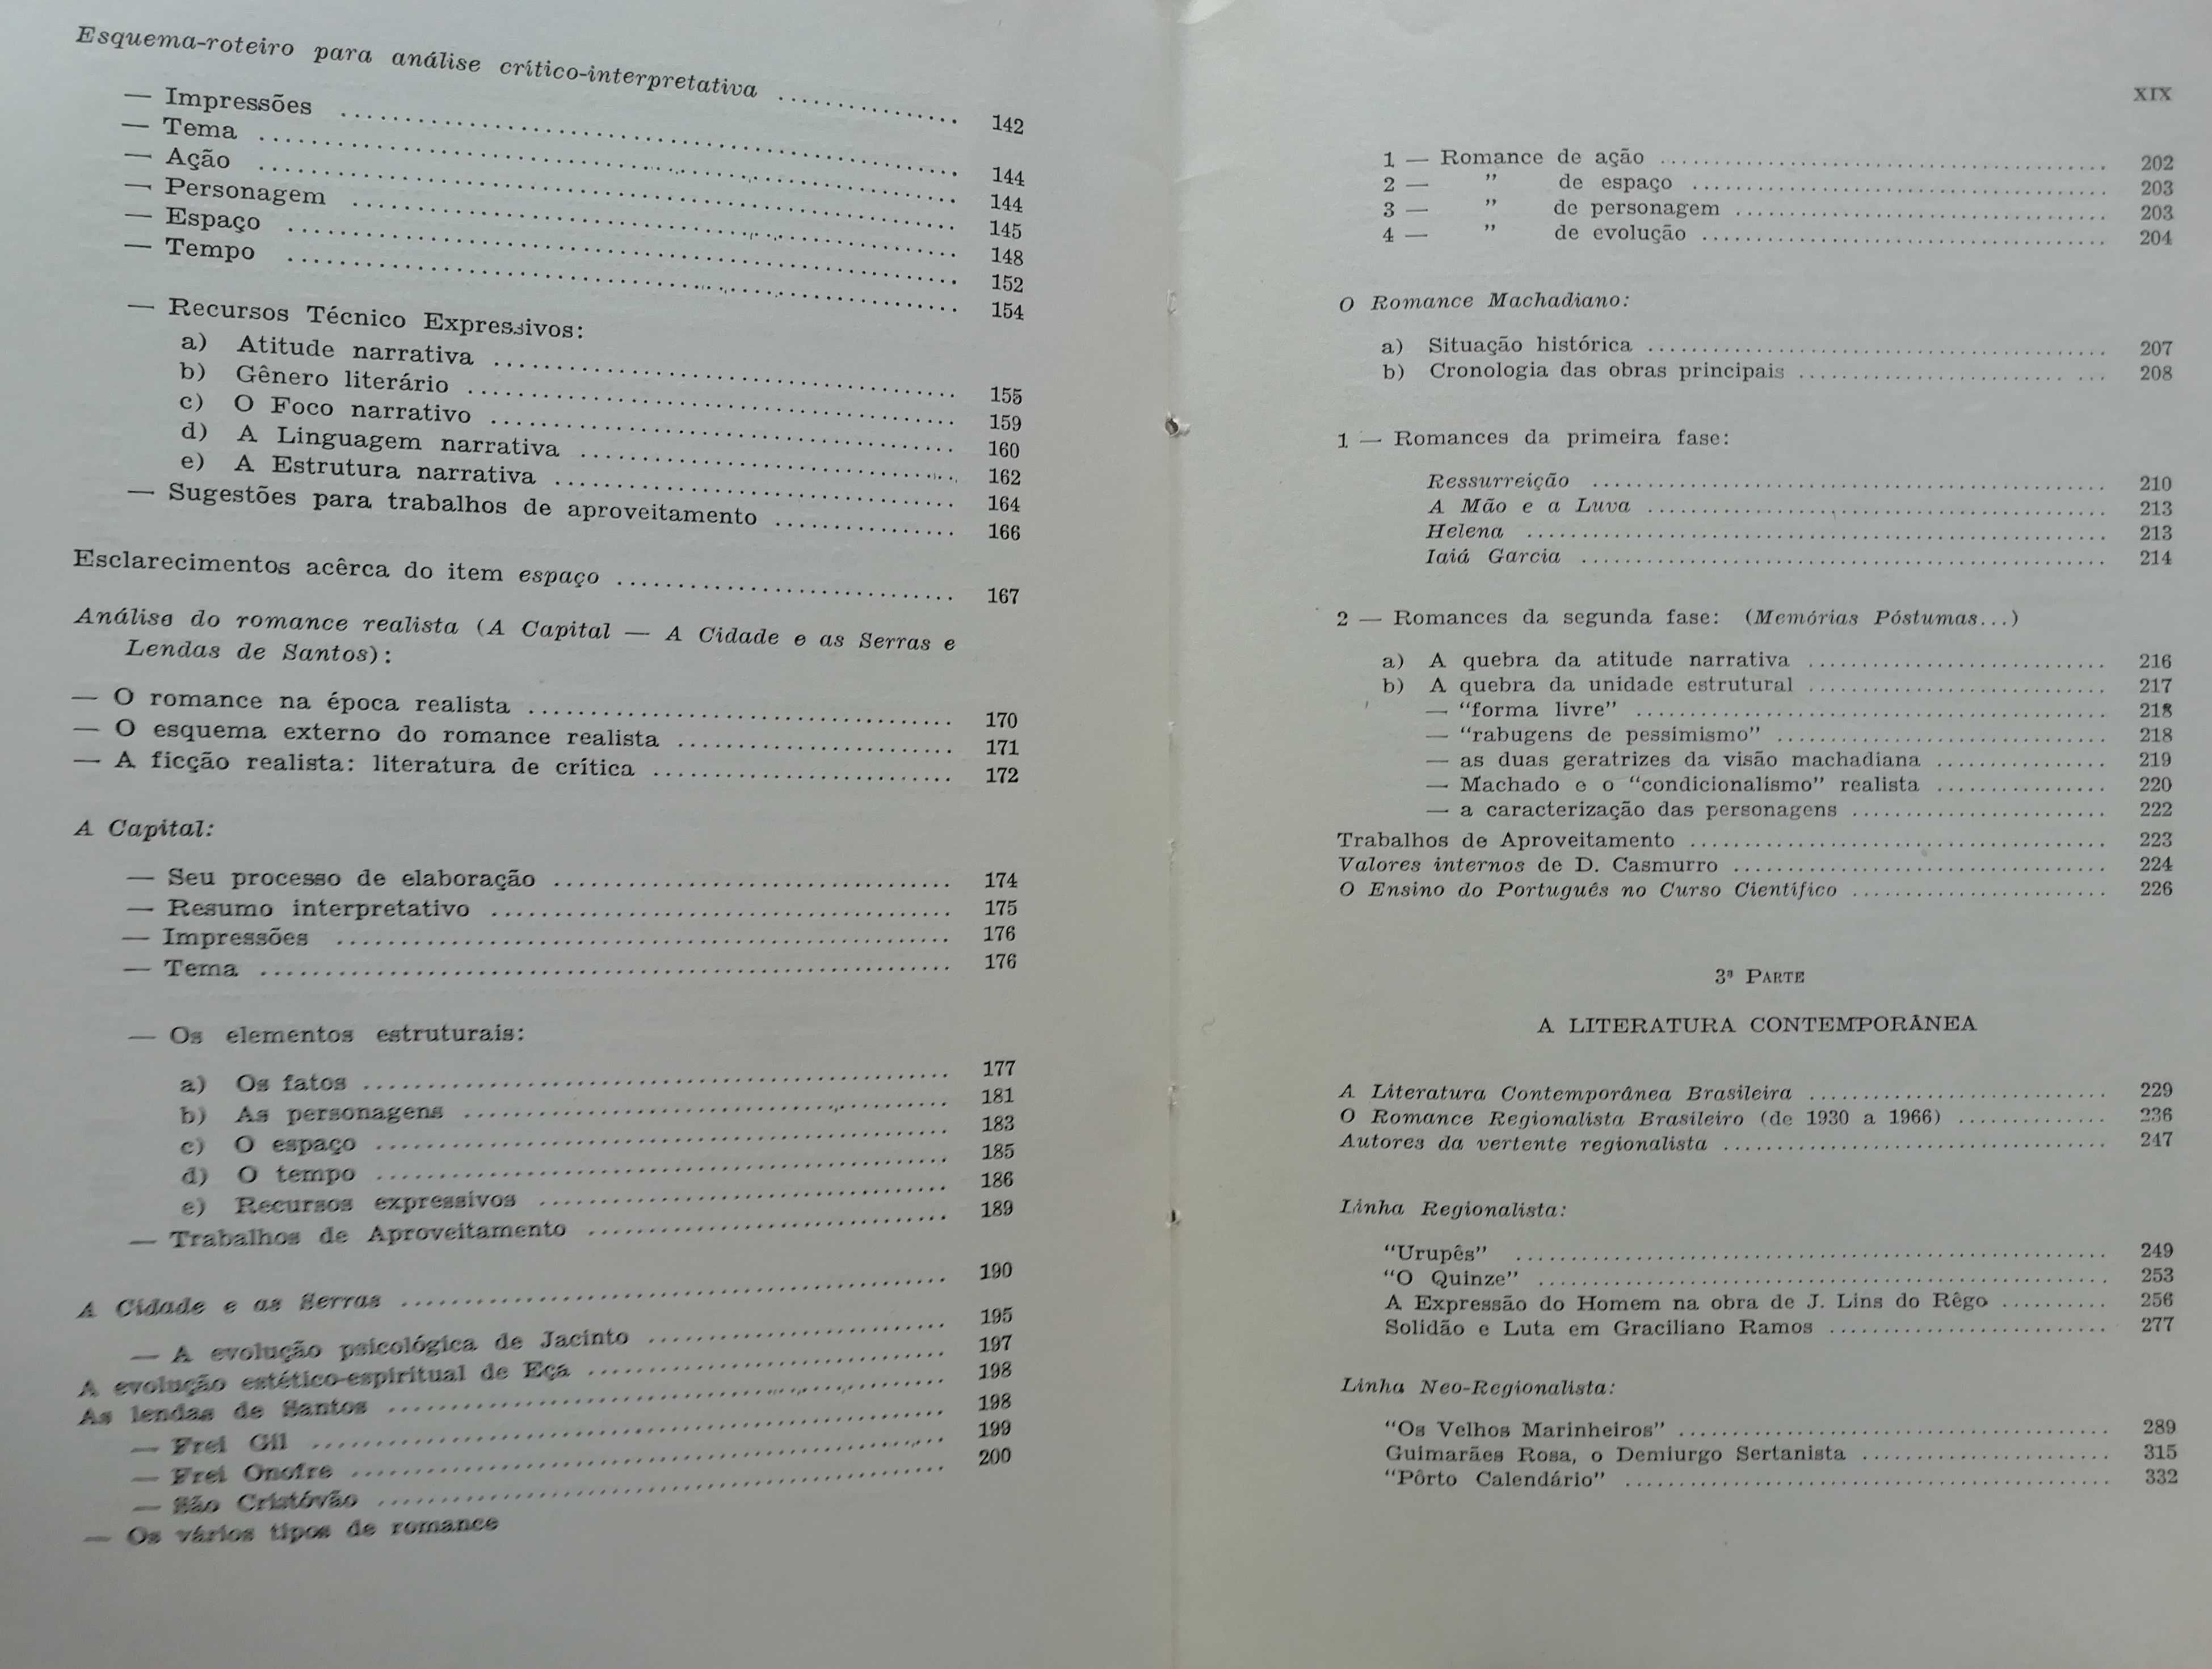 Esquema-roteiro para análise crítico-interpretativa .............. 142
— Impressões .............. 144
— Tema .............. 144
— Ação .............. 145
— Personagem .............. 148
— Espaço .............. 152
— Tempo .............. 154
— Recursos Técnico Expressivos:
a) Atitude narrativa .............. 155
b) Gênero literário .............. 159
c) O Foco narrativo .............. 160
d) A Linguagem narrativa .............. 162
e) A Estrutura narrativa .............. 164
— Sugestões para trabalhos de aproveitamento .............. 166
Esclarecimentos acêrca do item espaço .............. 167
Análise do romance realista (A Capital — A Cidade e as Serras e
Lendas de Santos):
— O romance na época realista .............. 170
— O esquema externo do romance realista .............. 171
— A ficção realista: literatura de crítica .............. 172
A Capital:
— Seu processo de elaboração .............. 174
— Resumo interpretativo .............. 175
— Impressões .............. 176
— Tema .............. 176
— Os elementos estruturais:
a) Os fatos .............. 177
b) As personagens .............. 181
c) O espaço .............. 183
d) O tempo .............. 185
e) Recursos expressivos .............. 186
— Trabalhos de Aproveitamento .............. 189
A Cidade e as Serras .............. 190
— A evolução psicológica de Jacinto .............. 195
A evolução estético-espiritual de Eça .............. 197
As lendas de Santos .............. 198
— Frei Gil .............. 198
— Frei Onofre .............. 199
— São Cristóvão .............. 200
— Os vários tipos de romance
XIX
1 — Romance de ação .............. 202
2 — " de espaço .............. 203
3 — " de personagem .............. 203
4 — " de evolução .............. 204
O Romance Machadiano:
a) Situação histórica .............. 207
b) Cronologia das obras principais .............. 208
1 — Romances da primeira fase:
Ressurreição .............. 210
A Mão e a Luva .............. 213
Helena .............. 213
Iaiá Garcia .............. 214
2 — Romances da segunda fase: (Memórias Póstumas...)
a) A quebra da atitude narrativa .............. 216
b) A quebra da unidade estrutural .............. 217
— "forma livre" .............. 218
— "rabugens de pessimismo" .............. 218
— as duas geratrizes da visão machadiana .............. 219
— Machado e o "condicionalismo" realista .............. 220
— a caracterização das personagens .............. 222
Trabalhos de Aproveitamento .............. 223
Valores internos de D. Casmurro .............. 224
O Ensino do Português no Curso Científico .............. 226
3ª PARTE
A LITERATURA CONTEMPORÂNEA
A Literatura Contemporânea Brasileira .............. 229
O Romance Regionalista Brasileiro (de 1930 a 1966) .............. 236
Autores da vertente regionalista .............. 247
Linha Regionalista:
"Urupês" .............. 249
"O Quinze" .............. 253
A Expressão do Homem na obra de J. Lins do Rêgo .............. 256
Solidão e Luta em Graciliano Ramos .............. 277
Linha Neo-Regionalista:
"Os Velhos Marinheiros" .............. 289
Guimarães Rosa, o Demiurgo Sertanista .............. 315
"Pôrto Calendário" .............. 332